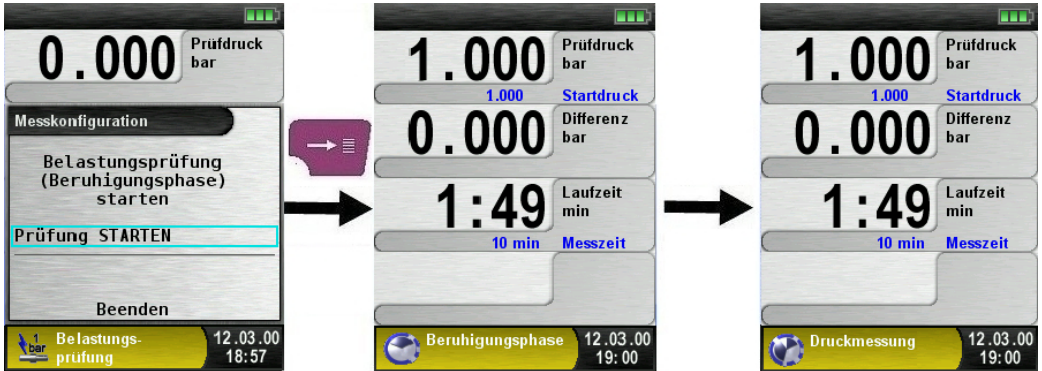 0.000 Prüfdruck
bar
Messkonfiguration
Belastungsprüfung
(Beruhigungsphase)
starten
Prüfung STARTEN
Beenden
1
bar
Belastungs-
prüfung
12.03.00
18:57
1.000 Prüfdruck
bar
1.000 Startdruck
0.000 Differenz
bar
1:49 Laufzeit
min
10 min Messzeit
Beruhigungsphase
12.03.00
19:00
1.000 Prüfdruck
bar
1.000 Startdruck
0.000 Differenz
bar
1:49 Laufzeit
min
10 min Messzeit
Druckmessung
12.03.00
19:00